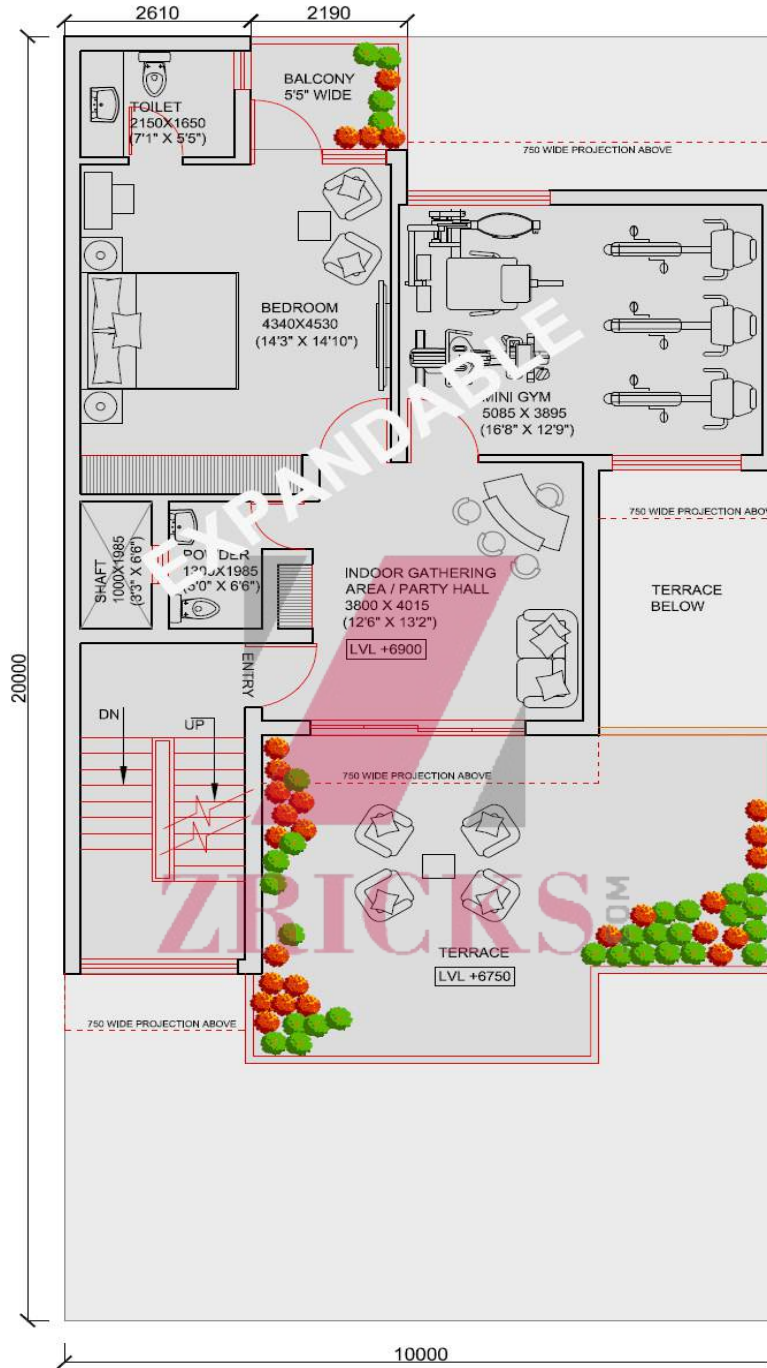 2610
2190
BALCONY
5'5" WIDE
TOILET
2150X1650
(7'1" X 5'5")
750 WIDE PROJECTION ABOVE
BEDROOM
4340X4530
(14'3" X 14'10")
EXPANDABLE
MINI GYM
5085 X 3895
(16'8" X 12'9")
750 WIDE PROJECTION ABOV
SHAFT
1000X1985
(3'3" X 6'6")
POWDER
X1985
X 6'6")
INDOOR GATHERING
AREA / PARTY HALL
3800 X 4015
(12'6" X 13'2")
LVL +6900
TERRACE
BELOW
ENTRY
20000
DN
UP
750 WIDE PROJECTION ABOVE
ZRICKS
.COM
TERRACE
LVL +6750
750 WIDE PROJECTION ABOVE
10000